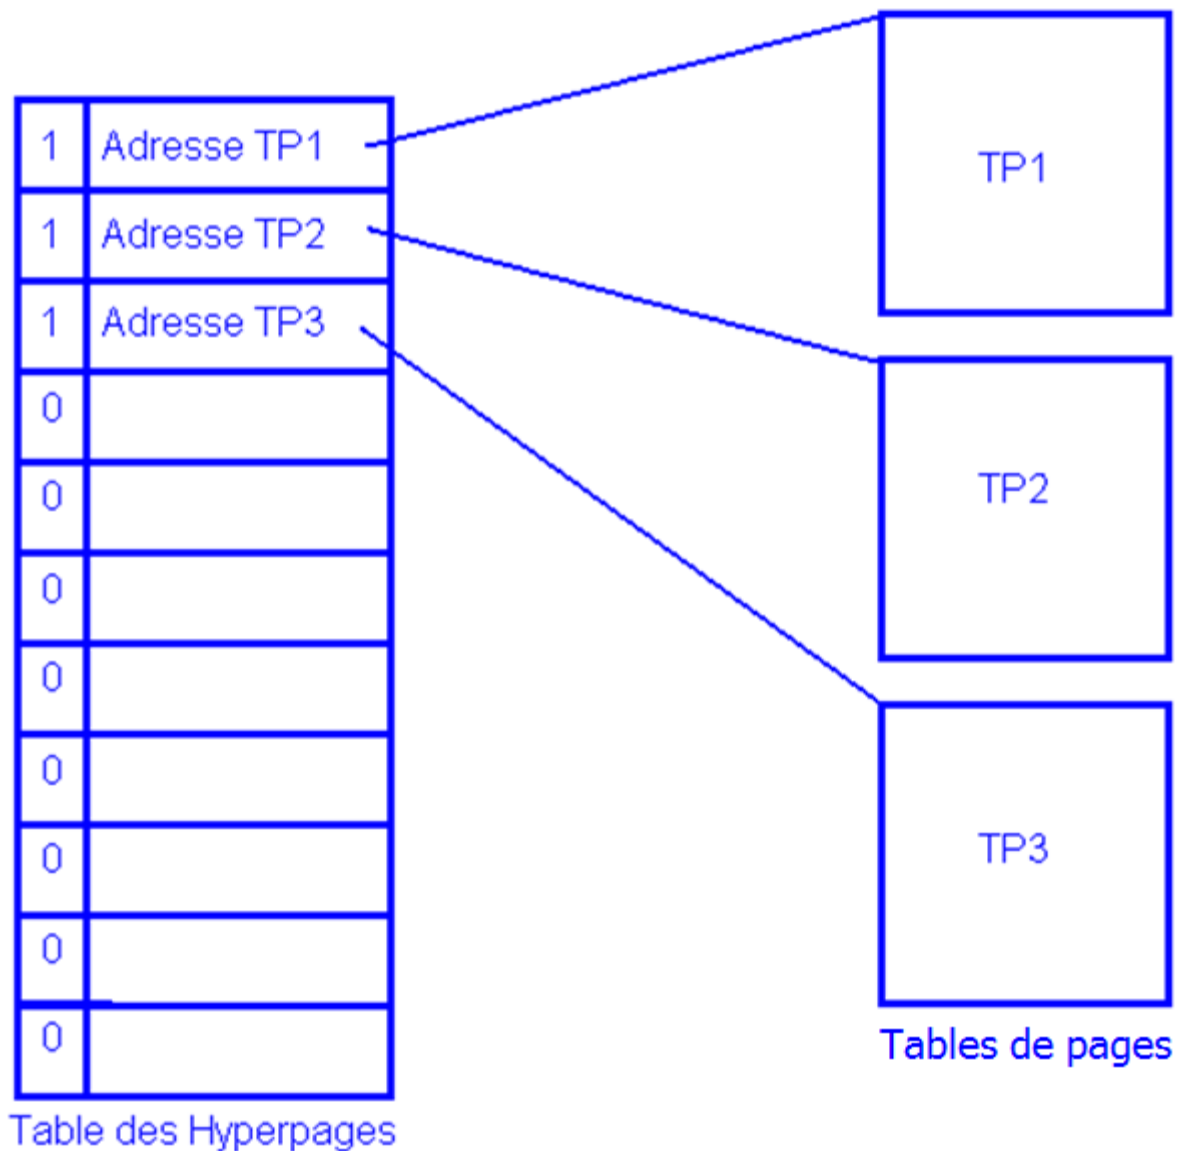 1 Adresse TP1
1 Adresse TP2
1 Adresse TP3
0
0
0
0
0
0
0
0
Table des Hyperpages
TP1
TP2
TP3
Tables de pages